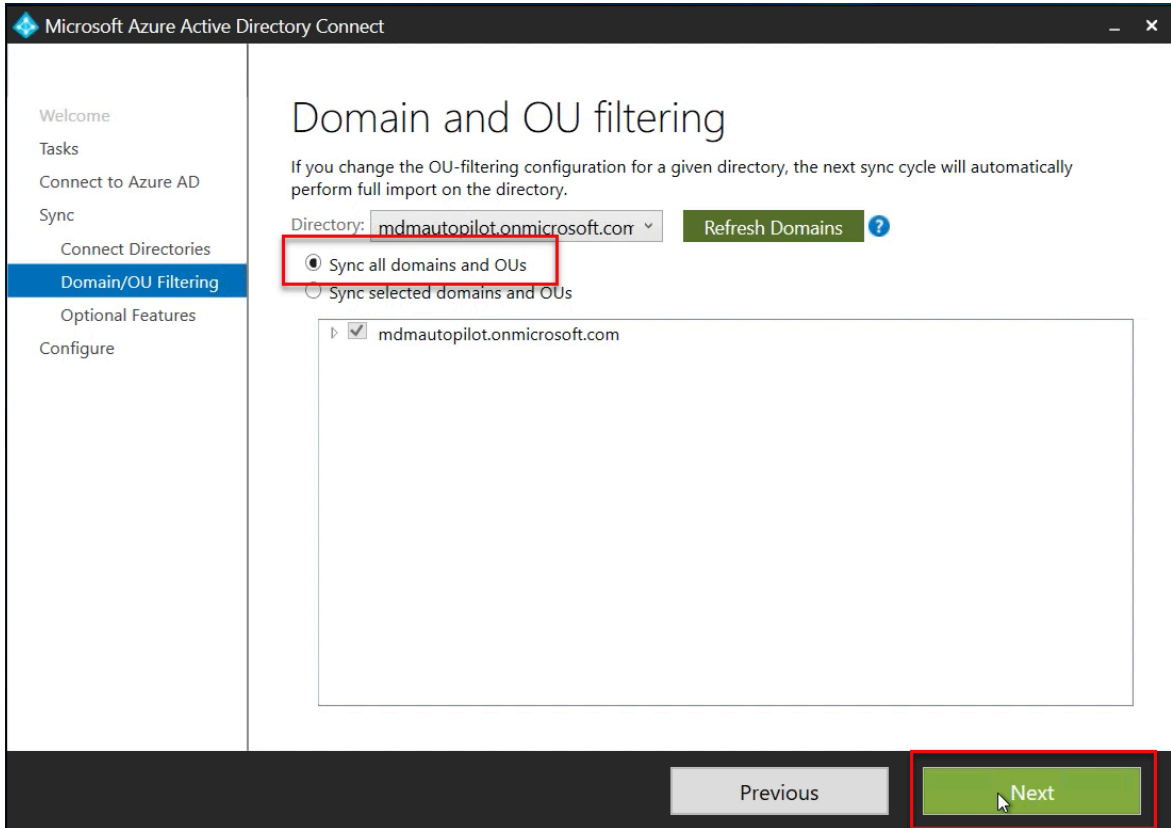 Microsoft Azure Active Directory Connect
Welcome
Tasks
Connect to Azure AD
Sync
Connect Directories
Domain/OU Filtering
Optional Features
Configure
Domain and OU filtering
If you change the OU-filtering configuration for a given directory, the next sync cycle will automatically
perform full import on the directory.
Directory: mdmautopilot.onmicrosoft.com Refresh Domains ?
Sync all domains and OUs
Sync selected domains and OUs
mdmautopilot.onmicrosoft.com
Previous Next